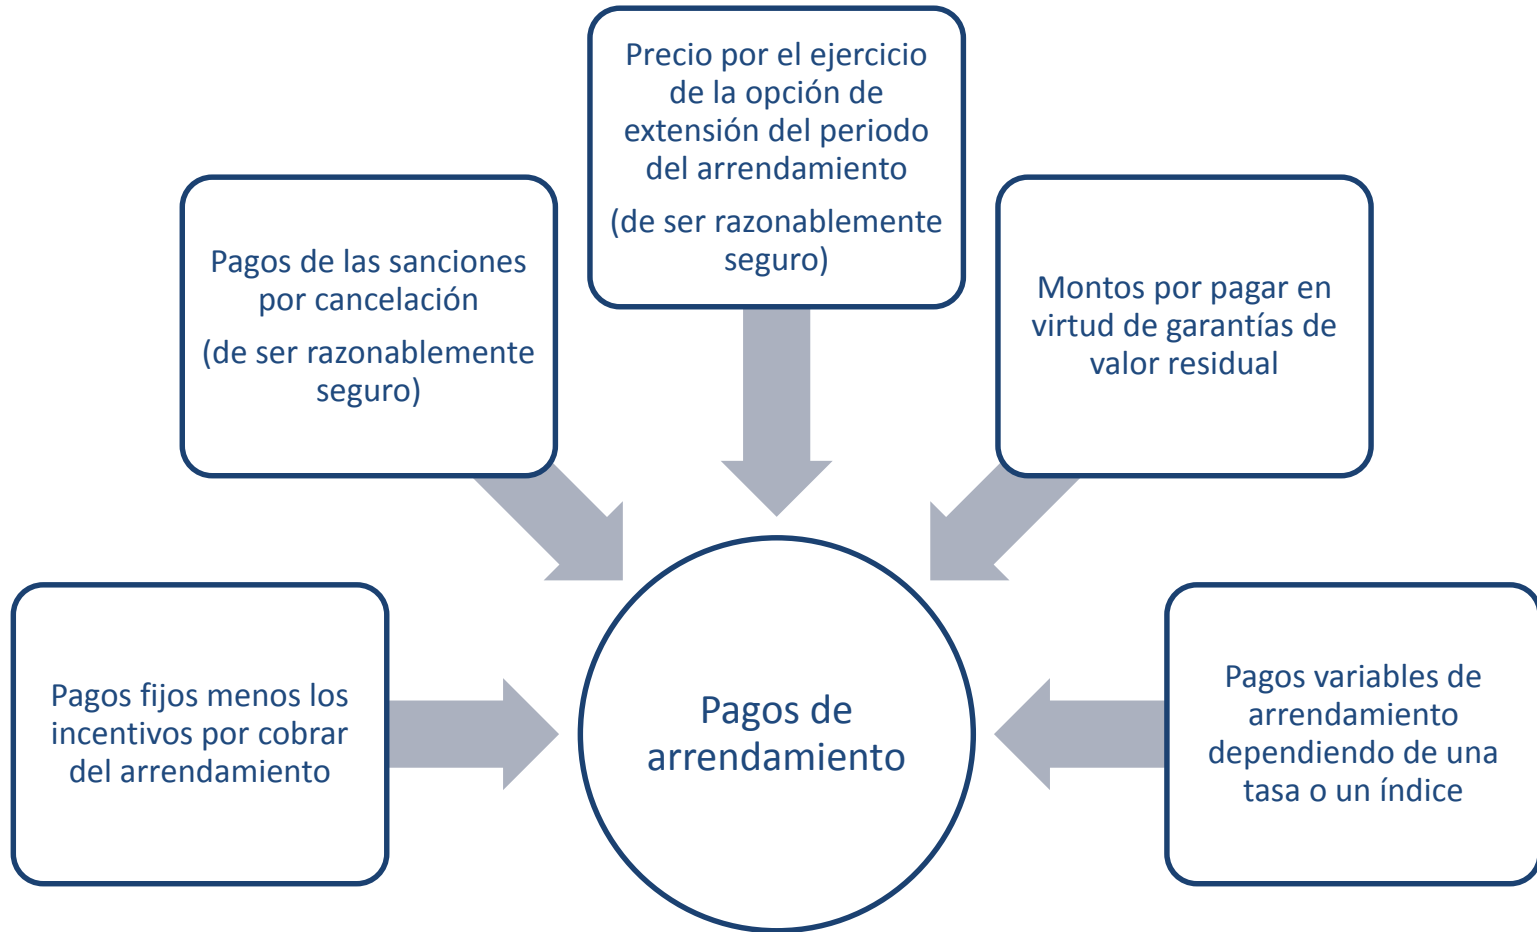 Precio por el ejercicio
de la opción de
extensión del periodo
del arrendamiento
(de ser razonablemente
seguro)
Pagos de las sanciones
por cancelación
(de ser razonablemente
seguro)
Montos por pagar en
virtud de garantías de
valor residual
Pagos fijos menos los
incentivos por cobrar
del arrendamiento
Pagos de
arrendamiento
Pagos variables de
arrendamiento
dependiendo de una
tasa o un índice